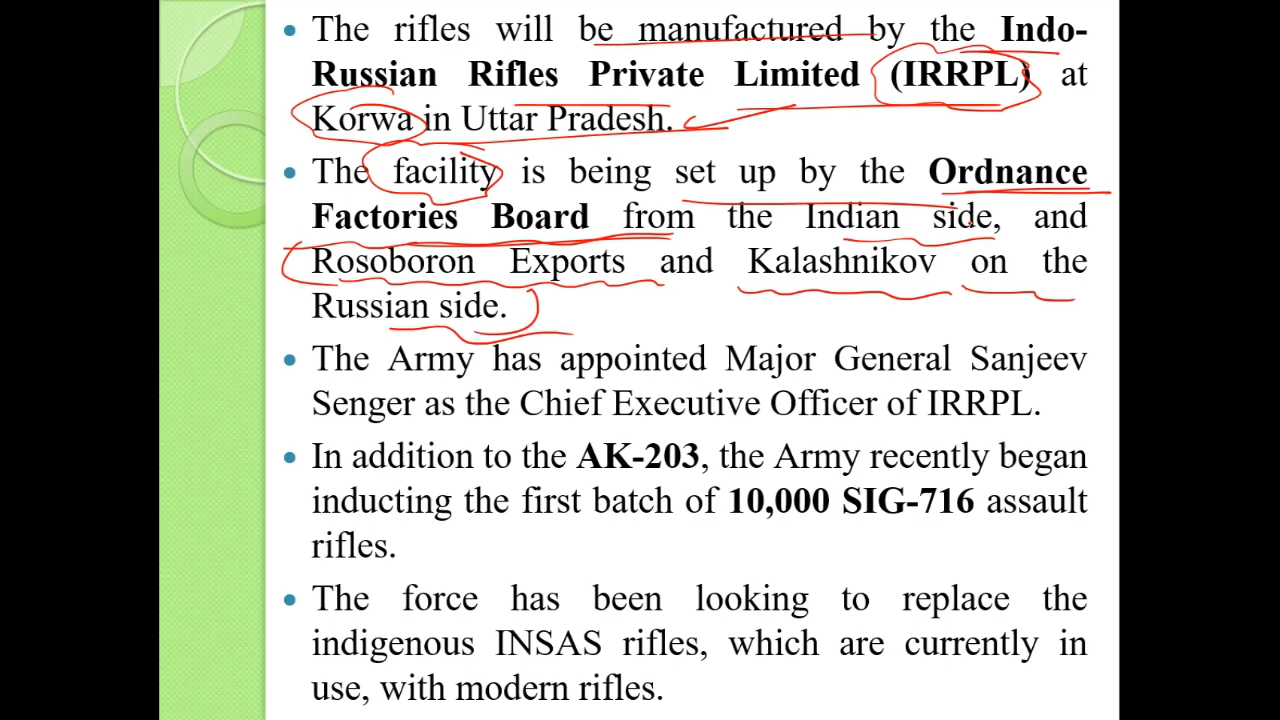 The rifles will be manufactured by the Indo-
Russian Rifles Private Limited (IRRPL) at
Korwa in Uttar Pradesh.
The facility is being set up by the Ordnance
Factories Board from the Indian side, and
Rosoboron Exports and Kalashnikov on the
Russian side.
The Army has appointed Major General Sanjeev
Senger as the Chief Executive Officer of IRRPL.
In addition to the AK-203, the Army recently began
inducting the first batch of 10,000 SIG-716 assault
rifles.
The force has been looking to replace the
indigenous INSAS rifles, which are currently in
use, with modern rifles.